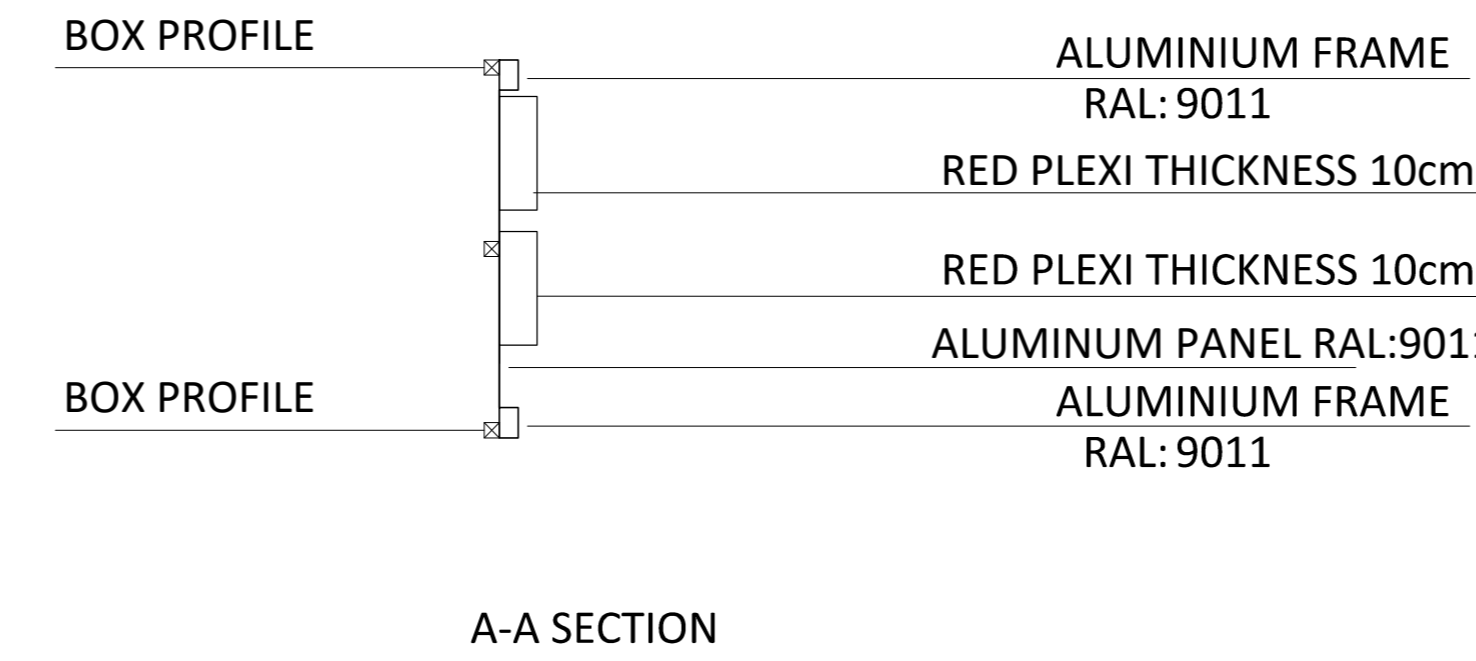 BOX PROFILE
ALUMINIUM FRAME
RAL: 9011
RED PLEXI THICKNESS 10cm
RED PLEXI THICKNESS 10cm
ALUMINUM PANEL RAL:9011
BOX PROFILE
ALUMINIUM FRAME
RAL: 9011
A-A SECTION